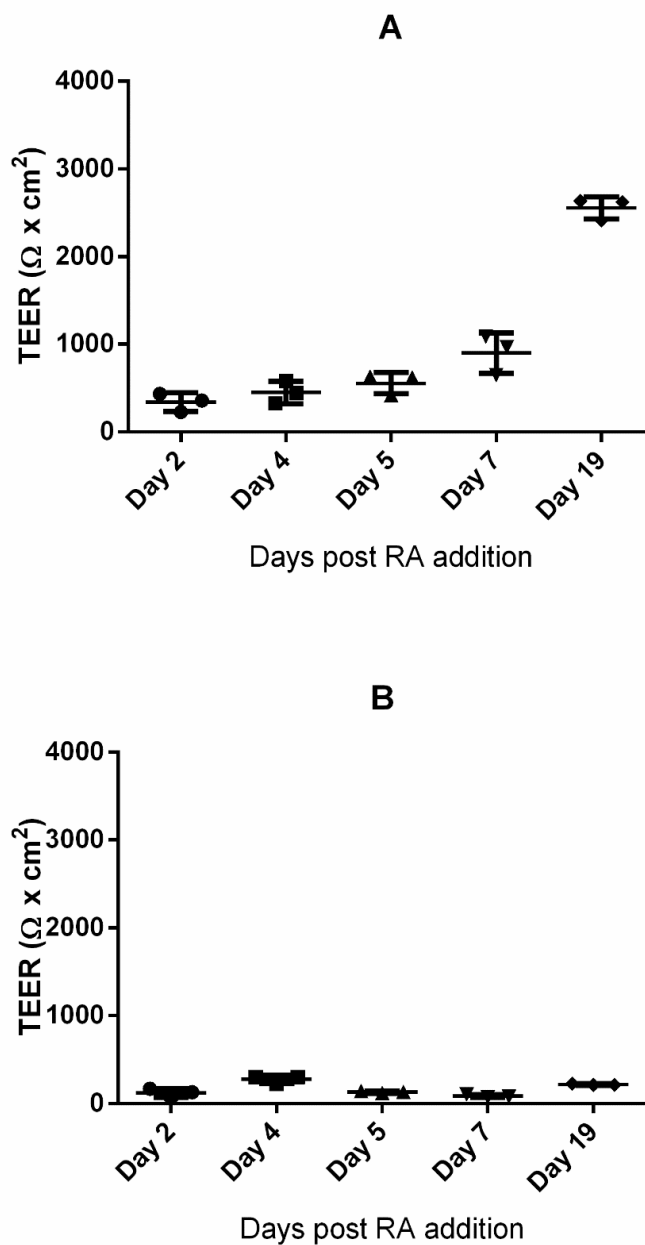 A
TEER (Ω x cm²)
4000
3000
2000
1000
0
Day 2
Day 4
Day 5
Day 7
Day 19
Days post RA addition
B
TEER (Ω x cm²)
4000
3000
2000
1000
0
Day 2
Day 4
Day 5
Day 7
Day 19
Days post RA addition